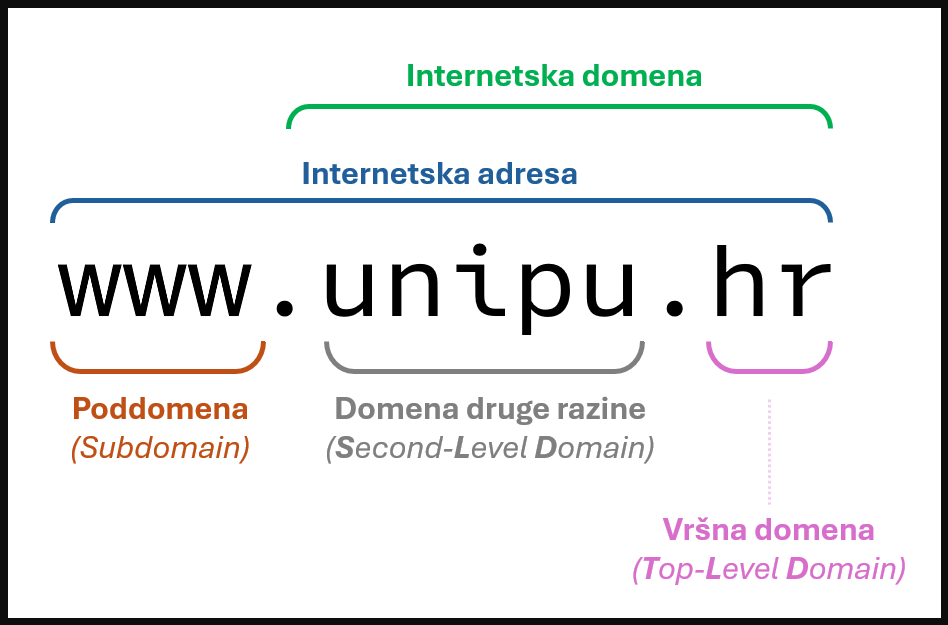 Internetska domena
Internetska adresa
www.unipu.hr
Poddomena
(Subdomain)
Domena druge razine
(Second-Level Domain)
Vršna domena
(Top-Level Domain)